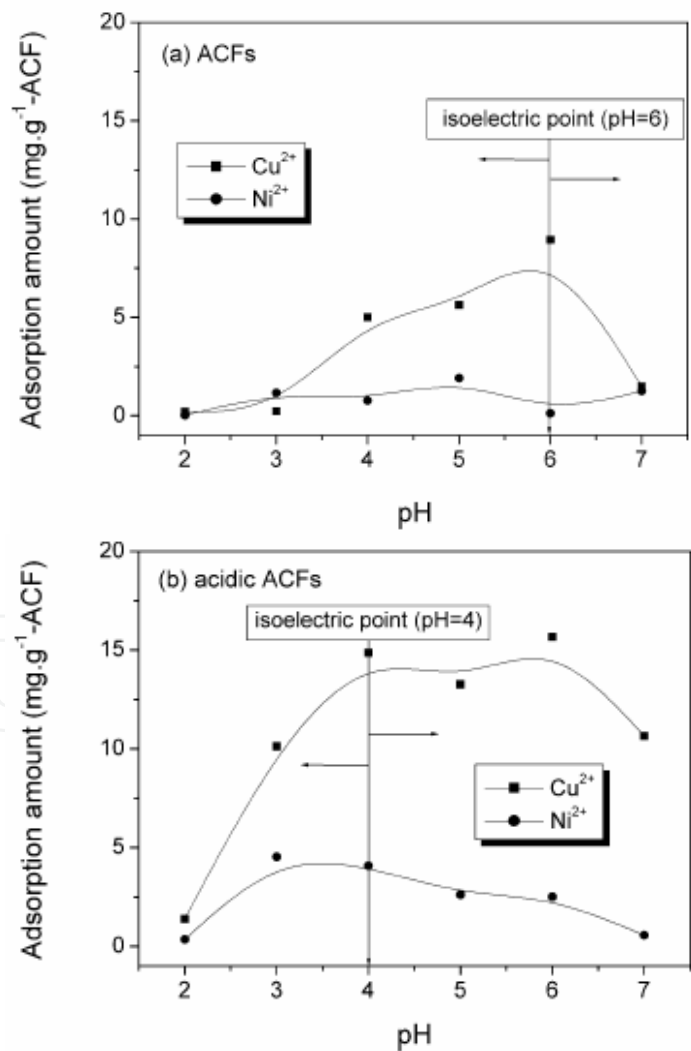 20
(a) ACFs
15
isoelectric point (pH=6)
Cu²⁺
Ni²⁺
10
5
0
2 3 4 5 6 7
pH
Adsorption amount (mg.g⁻¹-ACF)
20
(b) acidic ACFs
isoelectric point (pH=4)
15
10
Cu²⁺
Ni²⁺
5
0
2 3 4 5 6 7
pH
Adsorption amount (mg.g⁻¹-ACF)